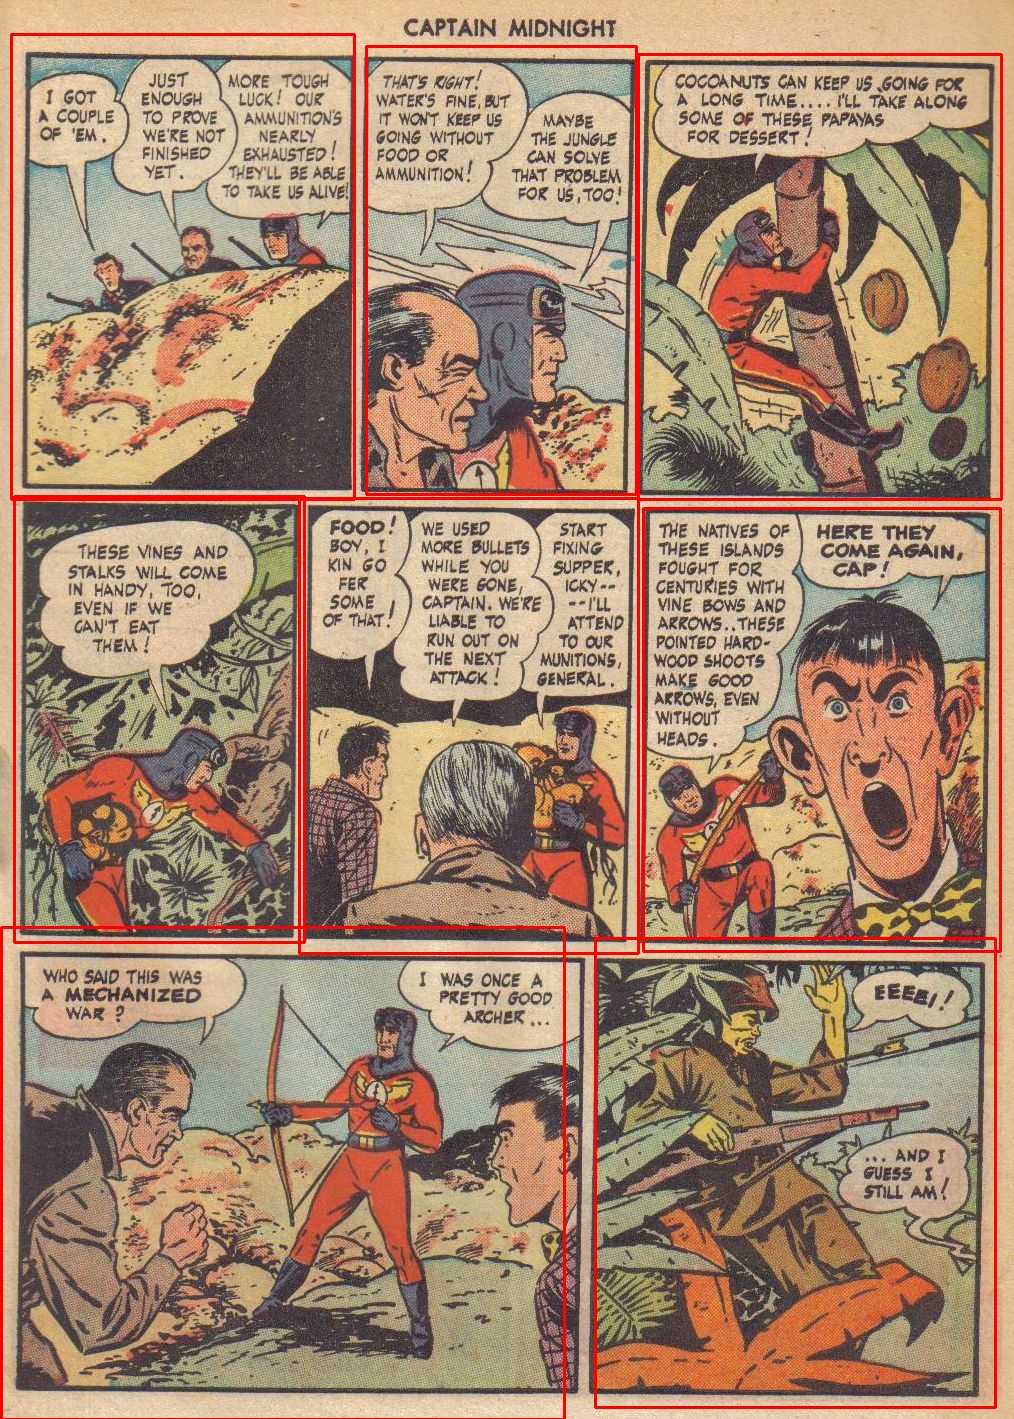 CAPTAIN MIDNIGHT
I GOT
A COUPLE
OF 'EM.
JUST
ENOUGH
TO PROVE
WE'RE NOT
FINISHED
YET.
MORE TOUGH
LUCK! OUR
AMMUNITION'S
NEARLY
EXHAUSTED!
THEY'LL BE ABLE
TO TAKE US ALIVE!
THAT'S RIGHT!
WATER'S FINE, BUT
IT WON'T KEEP US
GOING WITHOUT
FOOD OR
AMMUNITION!
MAYBE
THE JUNGLE
CAN SOLVE
THAT PROBLEM
FOR US, TOO!
COCOANUTS CAN KEEP US GOING FOR
A LONG TIME.... I'LL TAKE ALONG
SOME OF THESE PAPAYAS
FOR DESSERT!
THESE VINES AND
STALKS WILL COME
IN HANDY, TOO,
EVEN IF WE
CAN'T EAT
THEM!
FOOD!
BOY, I
KIN GO
FER
SOME
OF THAT!
WE USED
MORE BULLETS
WHILE YOU
WERE GONE,
CAPTAIN. WE'RE
LIABLE TO
RUN OUT ON
THE NEXT
ATTACK!
START
FIXING
SUPPER,
ICKY--
--I'LL
ATTEND
TO OUR
MUNITIONS,
GENERAL.
THE NATIVES OF
THESE ISLANDS
FOUGHT FOR
CENTURIES WITH
VINE BOWS AND
ARROWS..THESE
POINTED HARD-
WOOD SHOOTS
MAKE GOOD
ARROWS, EVEN
WITHOUT
HEADS.
HERE THEY
COME AGAIN,
CAP!
WHO SAID THIS WAS
A MECHANIZED
WAR?
I WAS ONCE A
PRETTY GOOD
ARCHER...
EEEEI!
...AND I
GUESS I
STILL AM!